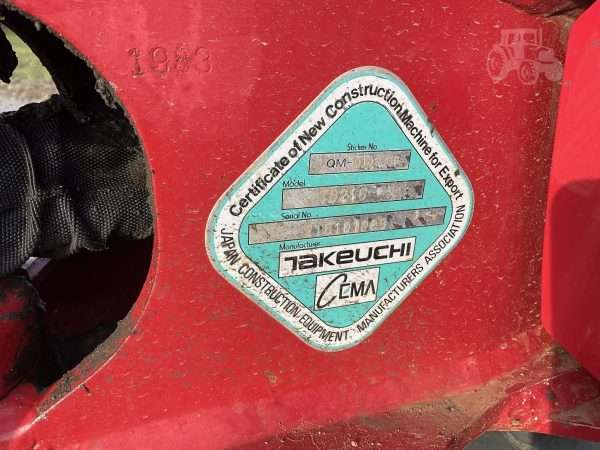 1983
Certificate of New Construction Machine for Export
Sticker No
QM-
Model
Serial No.
Manufacturer
TAKEUCHI
CEMA
JAPAN CONSTRUCTION EQUIPMENT MANUFACTURERS ASSOCIATION